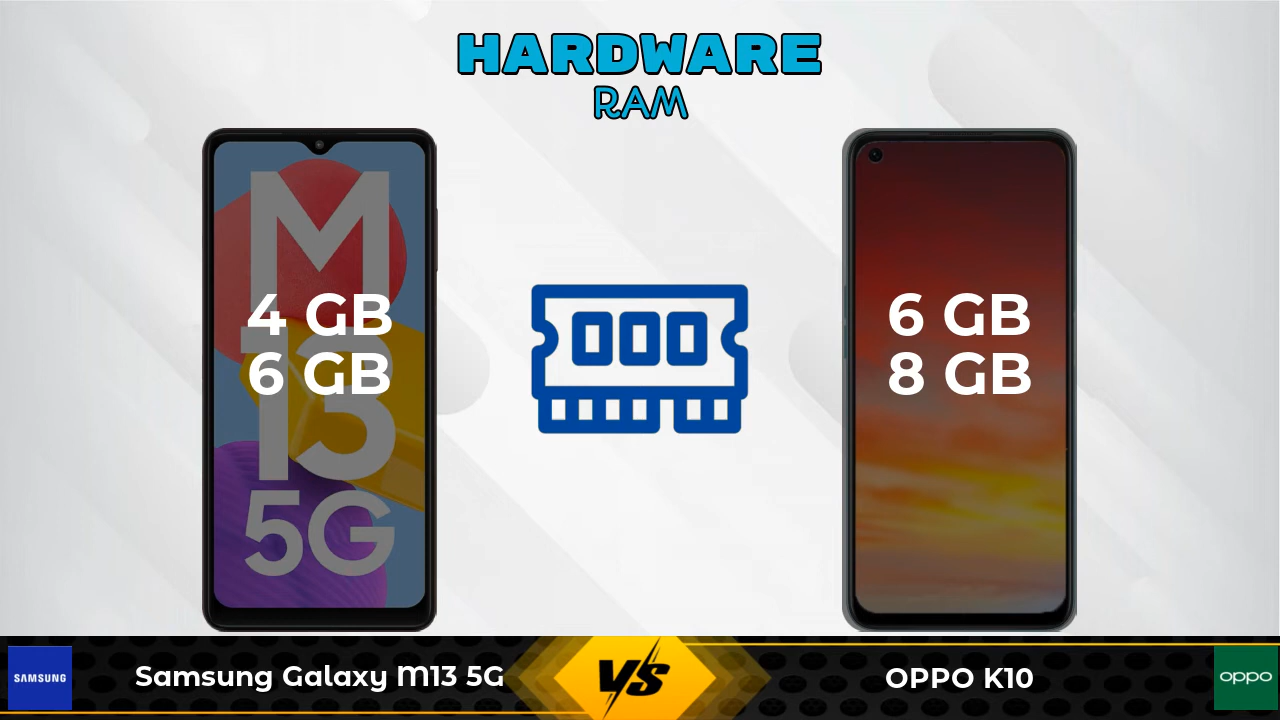 HARDWARE
RAM
M
13
5G
4 GB
6 GB
6 GB
8 GB
SAMSUNG
Samsung Galaxy M13 5G
VS
OPPO K10
oppo